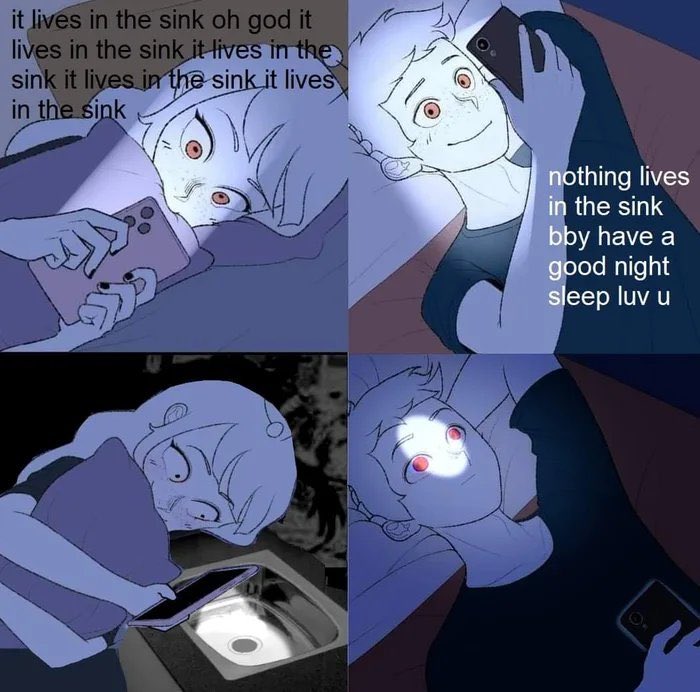 it lives in the sink oh god it
lives in the sink it lives in the
sink it lives in the sink it lives
in the sink
nothing lives
in the sink
bby have a
good night
sleep luv u